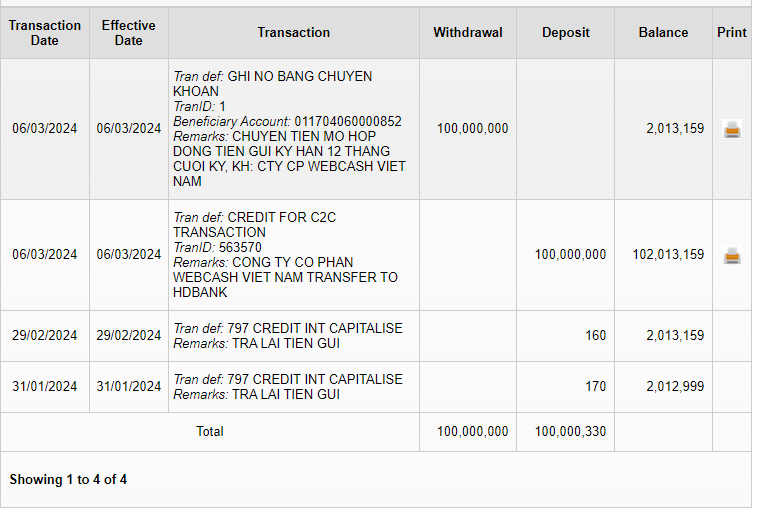 Transaction Date Effective Date Transaction Withdrawal Deposit Balance Print
06/03/2024 06/03/2024 Tran def: GHI NO BANG CHUYEN
KHOAN
TranID: 1
Beneficiary Account: 011704060000852
Remarks: CHUYEN TIEN MO HOP
DONG TIEN GUI KY HAN 12 THANG
CUOI KY, KH: CTY CP WEBCASH VIET
NAM
100,000,000 2,013,159
06/03/2024 06/03/2024 Tran def: CREDIT FOR C2C
TRANSACTION
TranID: 563570
Remarks: CONG TY CO PHAN
WEBCASH VIET NAM TRANSFER TO
HDBANK
100,000,000 102,013,159
29/02/2024 29/02/2024 Tran def: 797 CREDIT INT CAPITALISE
Remarks: TRA LAI TIEN GUI
160 2,013,159
31/01/2024 31/01/2024 Tran def: 797 CREDIT INT CAPITALISE
Remarks: TRA LAI TIEN GUI
170 2,012,999
Total 100,000,000 100,000,330
Showing 1 to 4 of 4